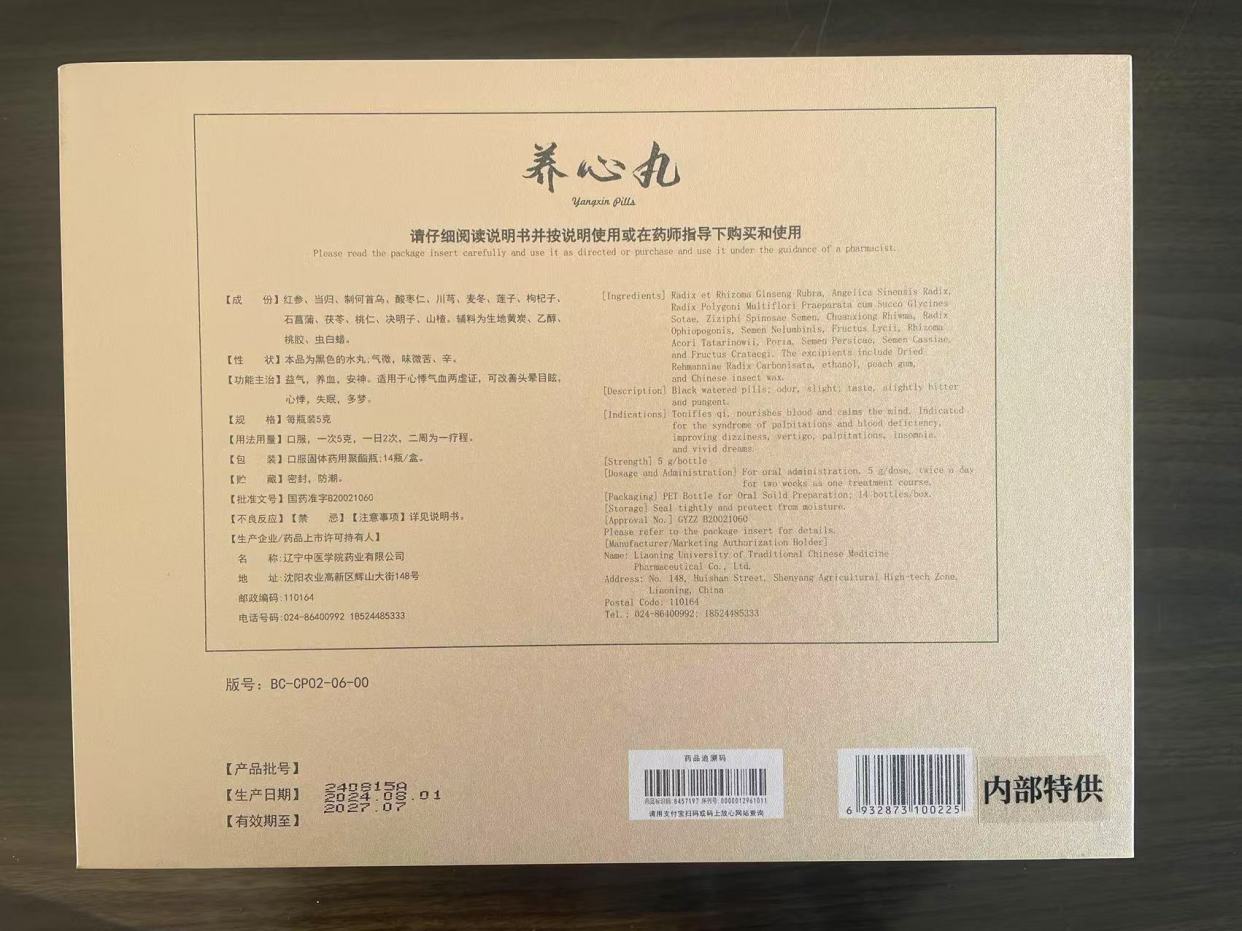 养心丸
Yangxin Pills
请仔细阅读说明书并按说明使用或在药师指导下购买和使用
Please read the package insert carefully and use it as directed or purchase and use it under the guidance of a pharmacist.
【成 份】红参、当归、制何首乌、酸枣仁、川芎、麦冬、莲子、枸杞子、
石菖蒲、茯苓、桃仁、决明子、山楂。辅料为生地黄炭、乙醇、
桃胶、虫白蜡。
【性 状】本品为黑色的水丸;气微,味微苦、辛。
【功能主治】益气,养血,安神。适用于心悸气血两虚证,可改善头晕目眩,
心悸,失眠,多梦。
【规 格】每瓶装5克
【用法用量】口服,一次5克,一日2次,二周为一疗程。
【包 装】口服固体药用聚酯瓶;14瓶/盒。
【贮 藏】密封,防潮。
【批准文号】国药准字B20021060
【不良反应】【禁 忌】【注意事项】详见说明书。
【生产企业/药品上市许可持有人】
名 称:辽宁中医学院药业有限公司
地 址:沈阳农业高新区辉山大街148号
邮政编码:110164
电话号码:024-86400992 18524485333
[Ingredients] Radix et Rhizoma Ginseng Rubra, Angelica Sinensis Radix,
Radix Polygoni Multiflori Praeparata cum Succo Glycines
Sotae, Ziziphi Spinosae Semen, Chuanxiong Rhiwma, Radix
Ophiopogonis, Semen Nelumbinls, Fructus Lycii, Rhizoma
Acori Tatarinowii, Poria, Semen Persicae, Semen Cassiae,
and Fructus Crataegi. The excipients include Dried
Rehmanniae Radix Carbonisata, ethanol, peach gum,
and Chinese insect wax.
[Description] Black watered pills; odor, slight; taste, slightly bitter
and pungent.
[Indications] Tonifies qi, nourishes blood and calms the mind. Indicated
for the syndrome of palpitations and blood deficiency,
improving dizziness, vertigo, palpitations, insomnia,
and vivid dreams.
[Strength] 5 g/bottle
[Dosage and Administration] For oral administration. 5 g/dose, twice a day
for two weeks as one treatment course.
[Packaging] PET Bottle for Oral Soild Preparation; 14 bottles/box.
[Storage] Seal tightly and protect from moisture.
[Approval No.] GYZZ B20021060
Please refer to the package insert for details.
[Manufacturer/Marketing Authorization Holder]
Name: Liaoning University of Traditional Chinese Medicine
Pharmaceutical Co., Ltd.
Address: No. 148, Huishan Street, Shenyang Agricultural High-tech Zone,
Liaoning, China
Postal Code: 110164
Tel.: 024-86400992; 18524485333
版号: BC-CP02-06-00
【产品批号】
【生产日期】
【有效期至】
240815A
2024.08.01
2027.07
药品追溯码
药品标识码:8457197 序列号:0000012961011
请用支付宝扫码或码上放心网站查询
6 932873 100225
内部特供